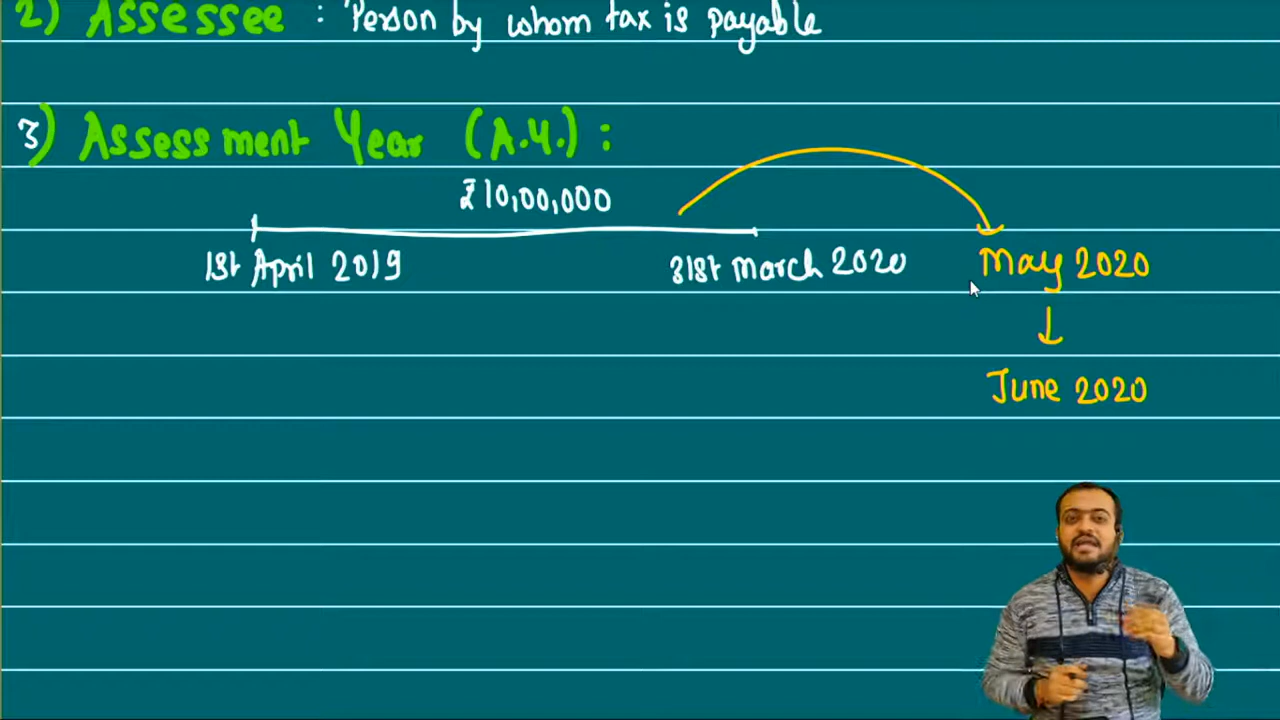 2) Assessee : Person by whom tax is payable
3) Assessment Year (A.Y.) :
₹10,00,000
1st April 2019 31st March 2020 May 2020
June 2020